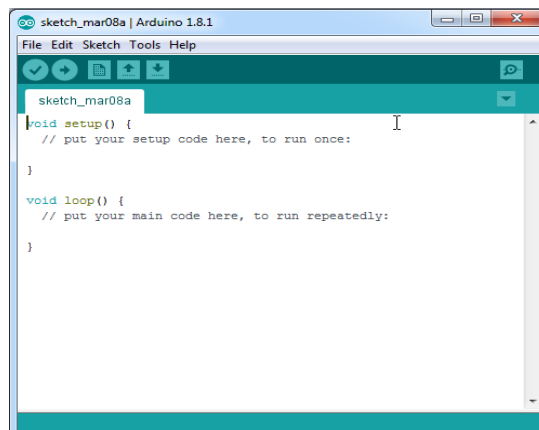 sketch_mar08a | Arduino 1.8.1
File Edit Sketch Tools Help
sketch_mar08a
void setup() {
  // put your setup code here, to run once:
}
void loop() {
  // put your main code here, to run repeatedly:
}